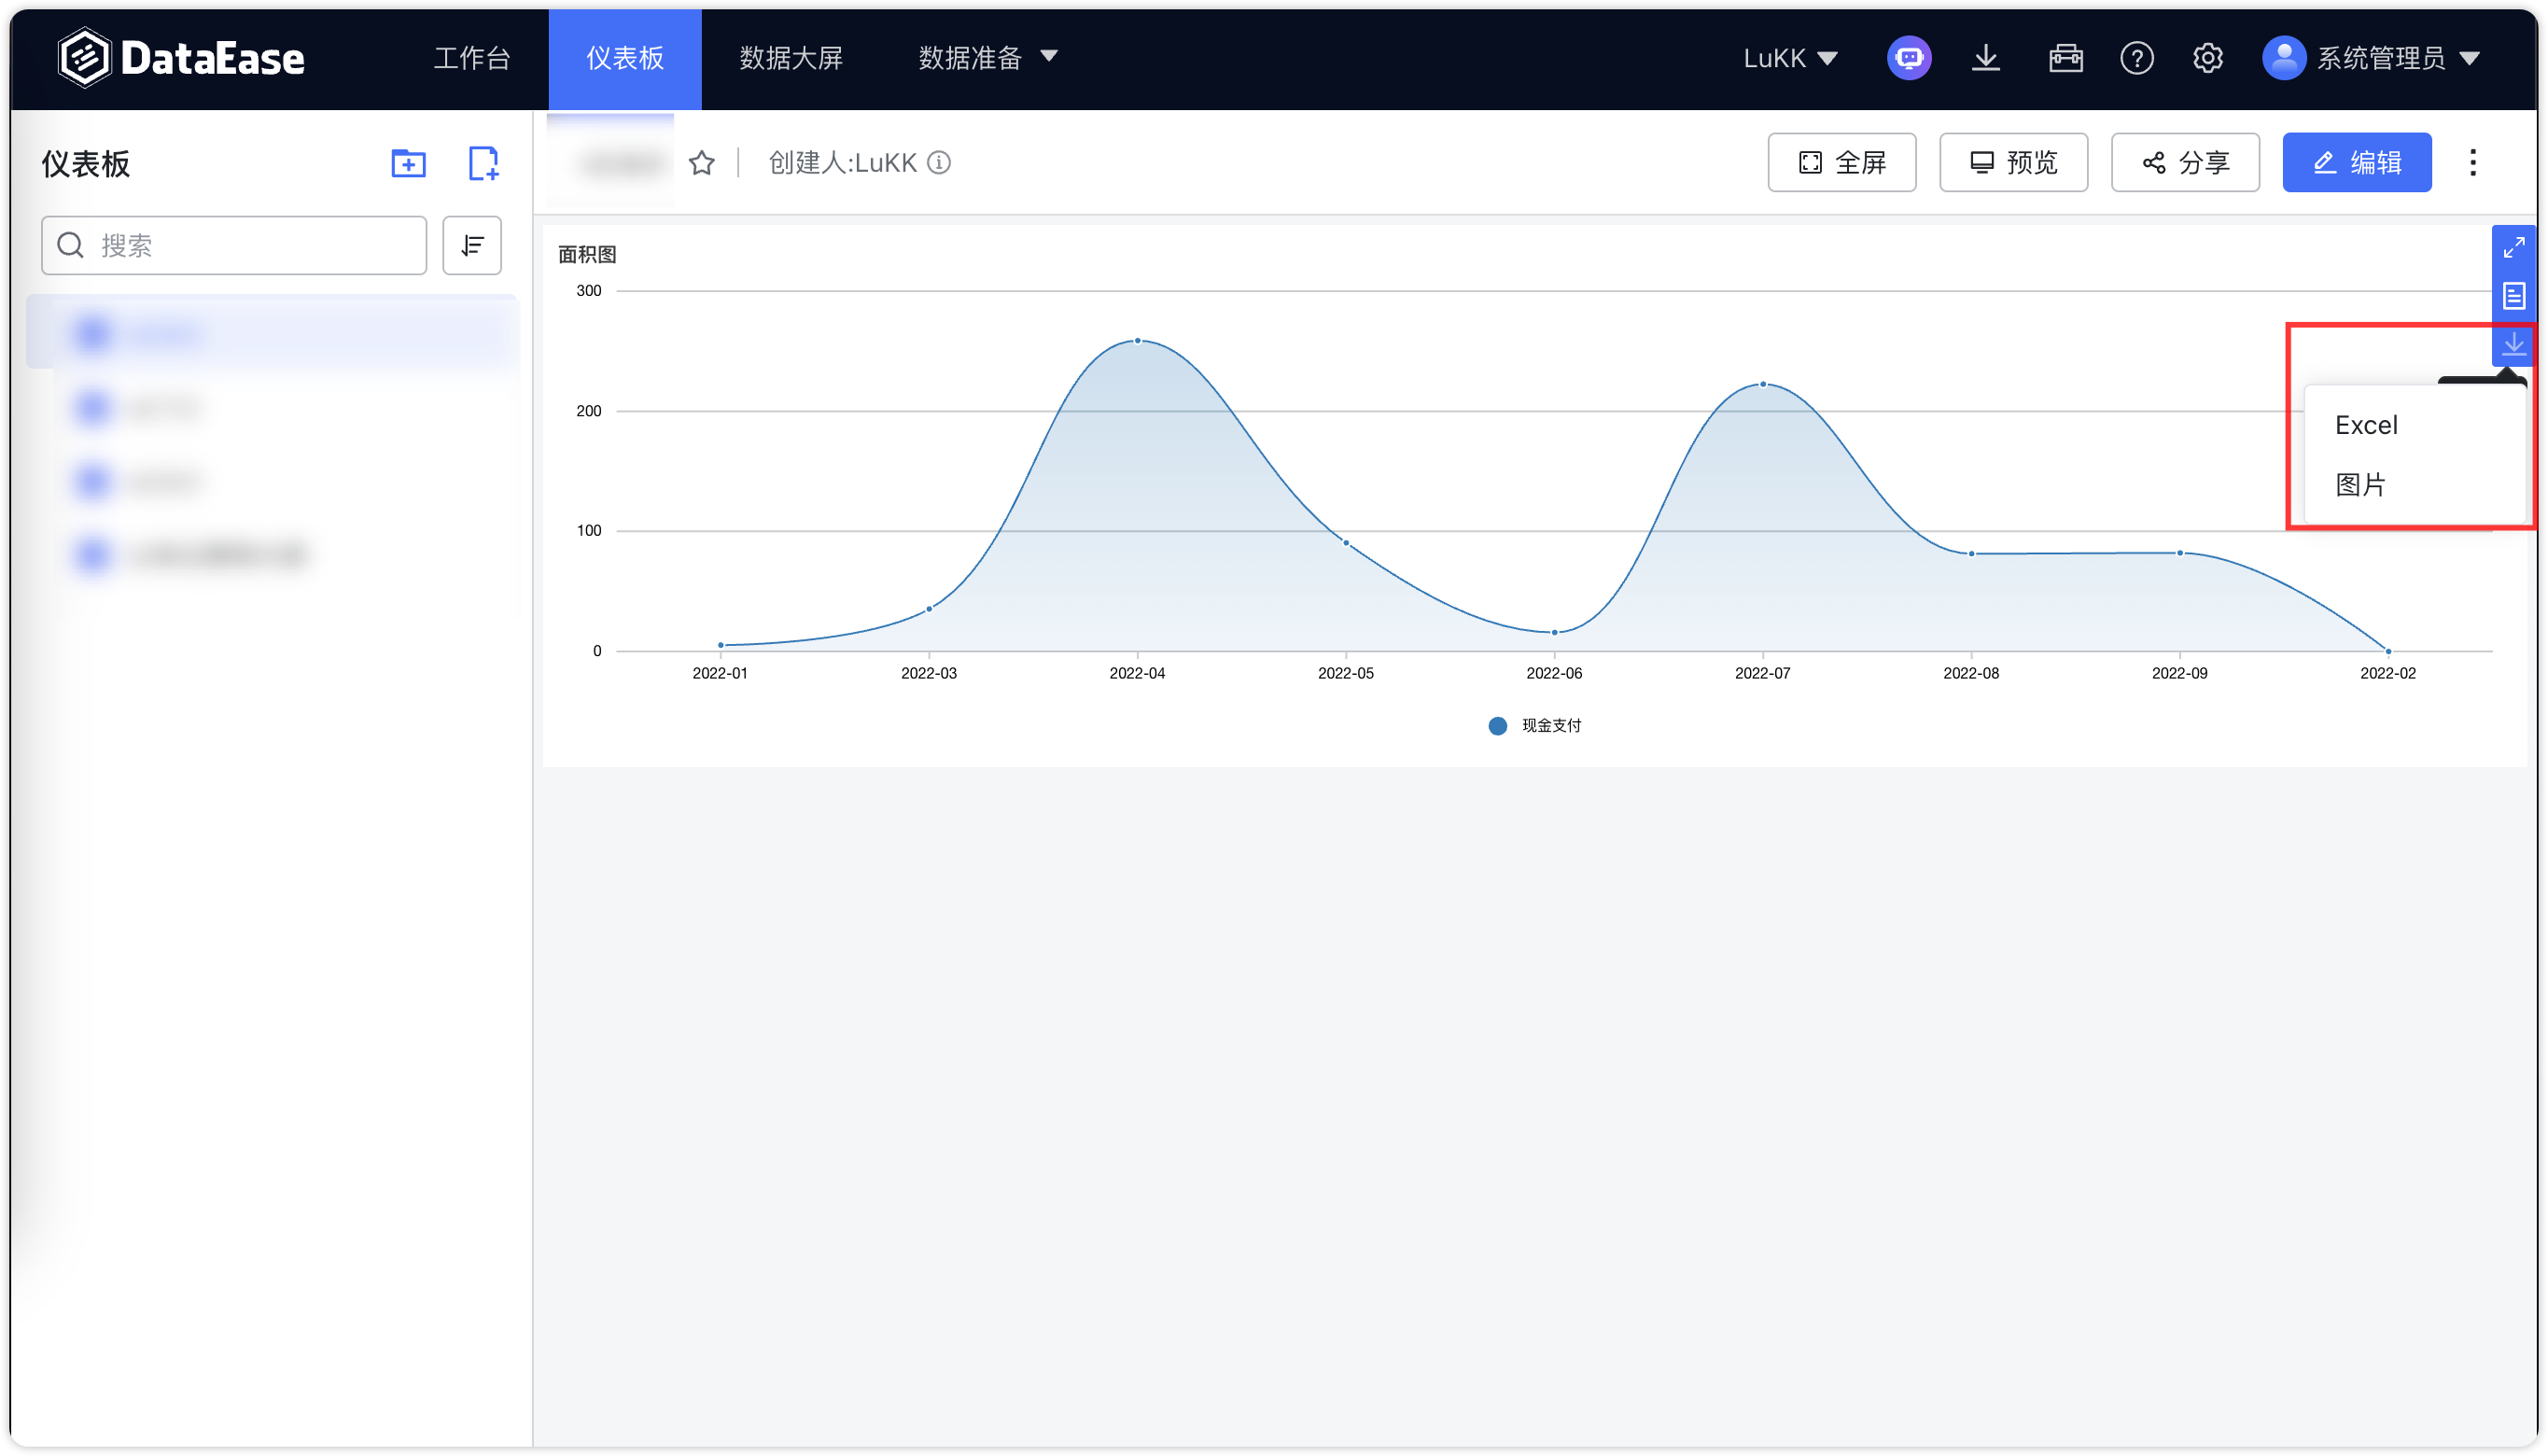 DataEase 工作台 仪表板 数据大屏 数据准备 LuKK 系统管理员
仪表板
创建人:LuKK 全屏 预览 分享 编辑
搜索
面积图
300
200
100
0
Excel
图片
2022-01 2022-03 2022-04 2022-05 2022-06 2022-07 2022-08 2022-09 2022-02
现金支付